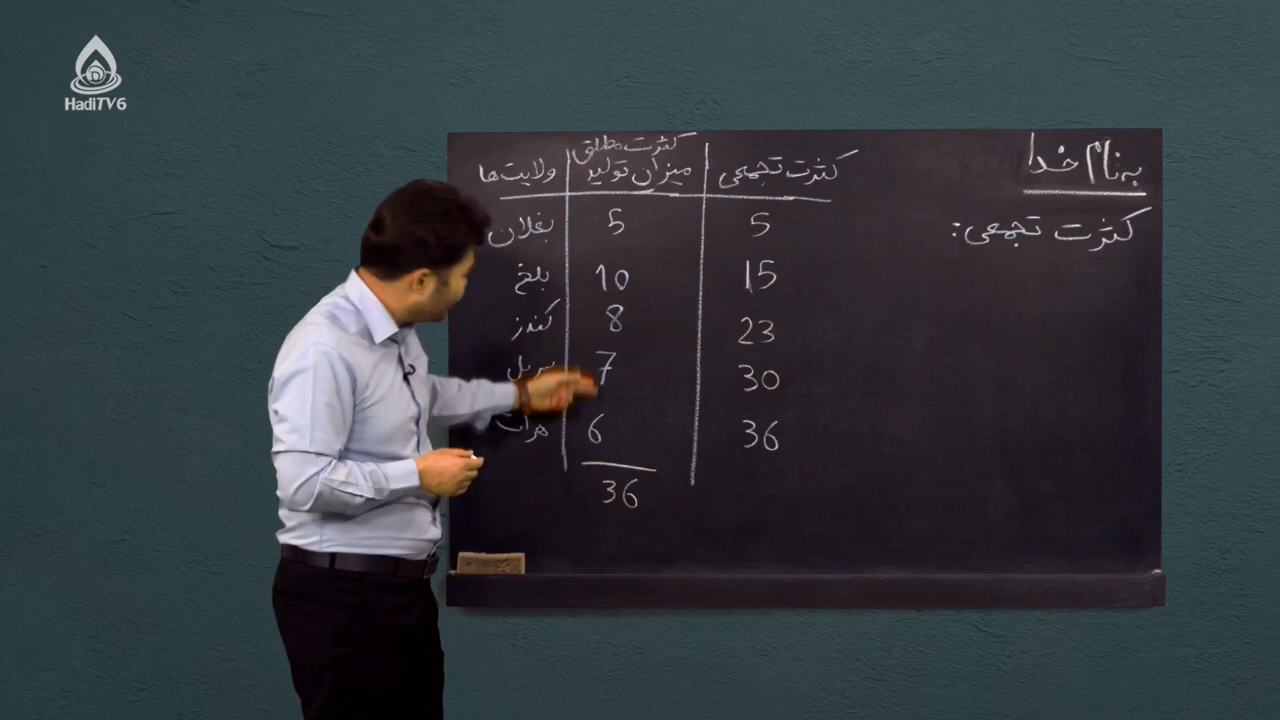 HadiTV6
به نام خدا
کثرت تجمعی:
ولایت‌ها کثرت مطلق میزان تولید کثرت تجمعی
بغلان 5 5
بلخ 10 15
کندز 8 23
سرپل 7 30
هرات 6 36
36